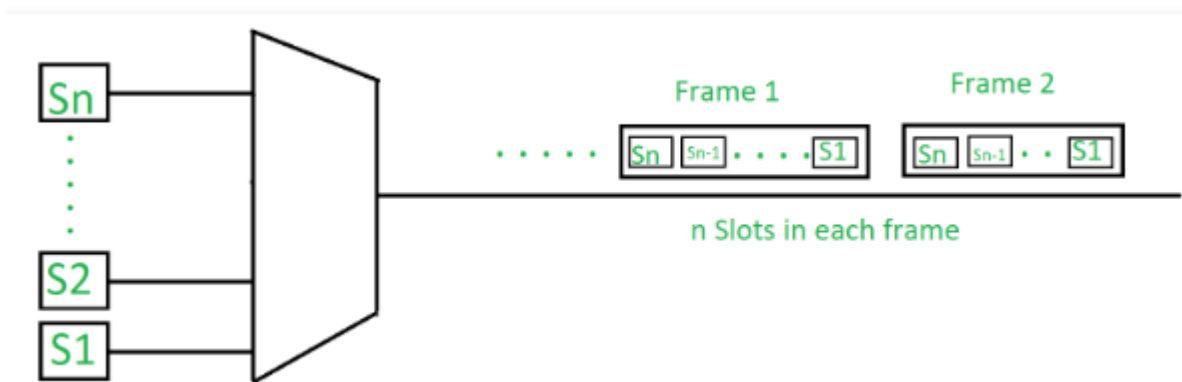 Sn
S2
S1
Frame 1
Sn Sn-1 . . . . S1
Frame 2
Sn Sn-1 . . S1
n Slots in each frame